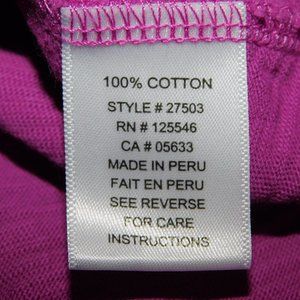 100% COTTON
STYLE # 27503
RN # 125546
CA # 05633
MADE IN PERU
FAIT EN PERU
SEE REVERSE
FOR CARE
INSTRUCTIONS